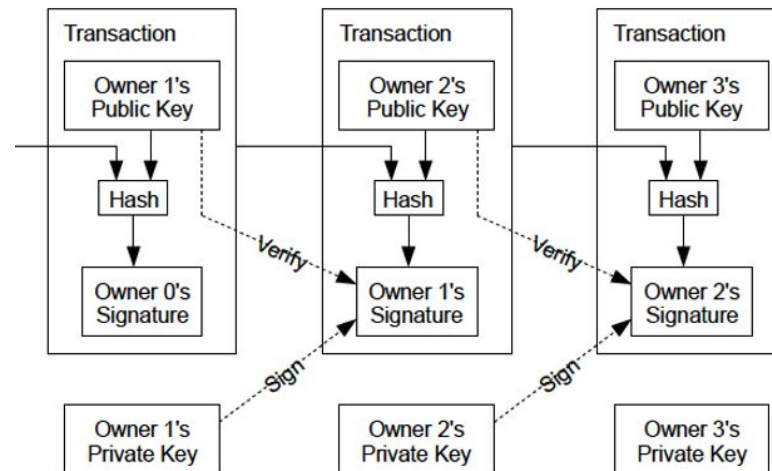 Transaction
Transaction
Transaction
Owner 1's
Public Key
Owner 2's
Public Key
Owner 3's
Public Key
Hash
Hash
Hash
Verify
Verify
Owner 0's
Signature
Owner 1's
Signature
Owner 2's
Signature
Sign
Sign
Owner 1's
Private Key
Owner 2's
Private Key
Owner 3's
Private Key